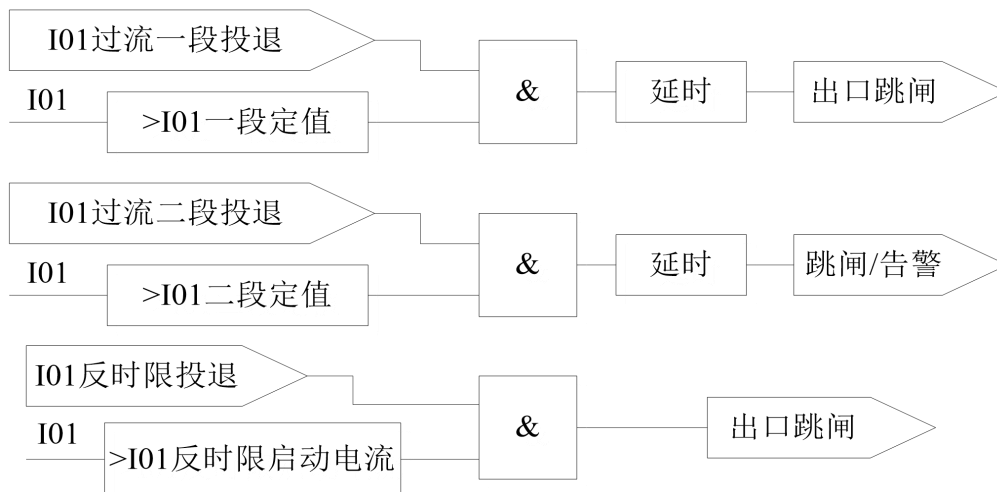 I01过流一段投退
I01
>I01一段定值
&
延时
出口跳闸
I01过流二段投退
I01
>I01二段定值
&
延时
跳闸/告警
I01反时限投退
I01
>I01反时限启动电流
&
出口跳闸